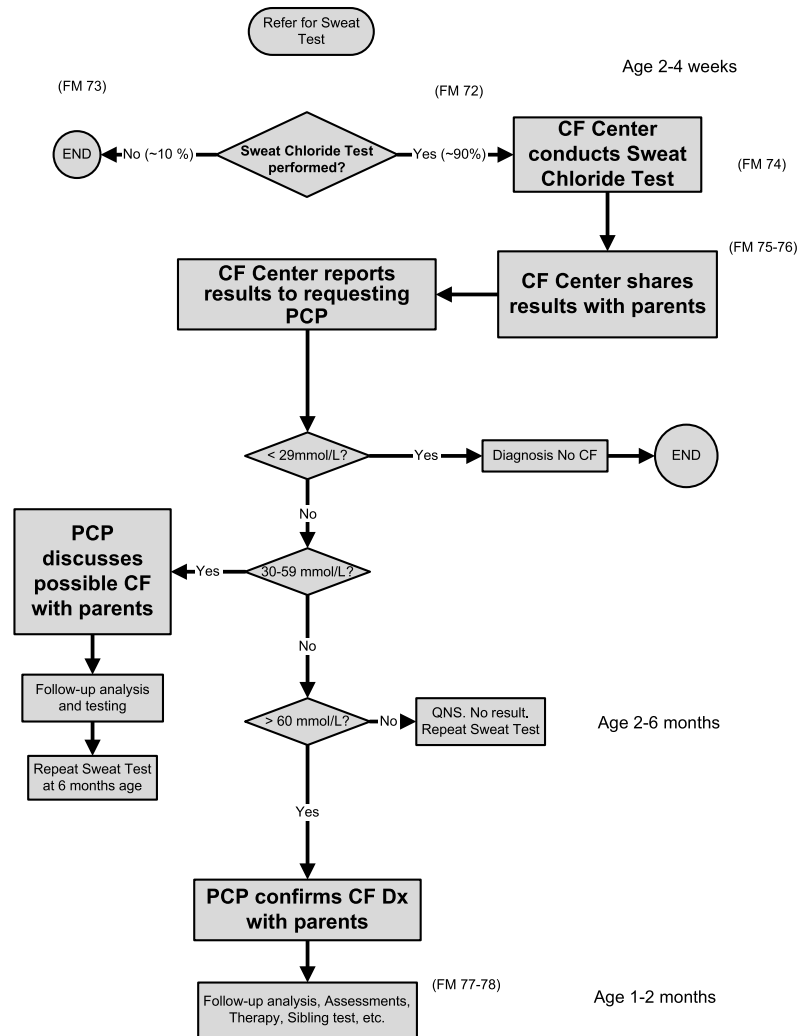 Refer for Sweat
Test
Age 2-4 weeks
(FM 73)
(FM 72)
END
No (~10 %)
Sweat Chloride Test
performed?
Yes (~90%)
CF Center
conducts Sweat
Chloride Test
(FM 74)
(FM 75-76)
CF Center reports
results to requesting
PCP
CF Center shares
results with parents
< 29mmol/L?
Yes
Diagnosis No CF
END
No
PCP
discusses
possible CF
with parents
Yes
30-59 mmol/L?
No
Follow-up analysis
and testing
> 60 mmol/L?
No
QNS. No result.
Repeat Sweat Test
Age 2-6 months
Repeat Sweat Test
at 6 months age
Yes
PCP confirms CF Dx
with parents
(FM 77-78)
Follow-up analysis, Assessments,
Therapy, Sibling test, etc.
Age 1-2 months